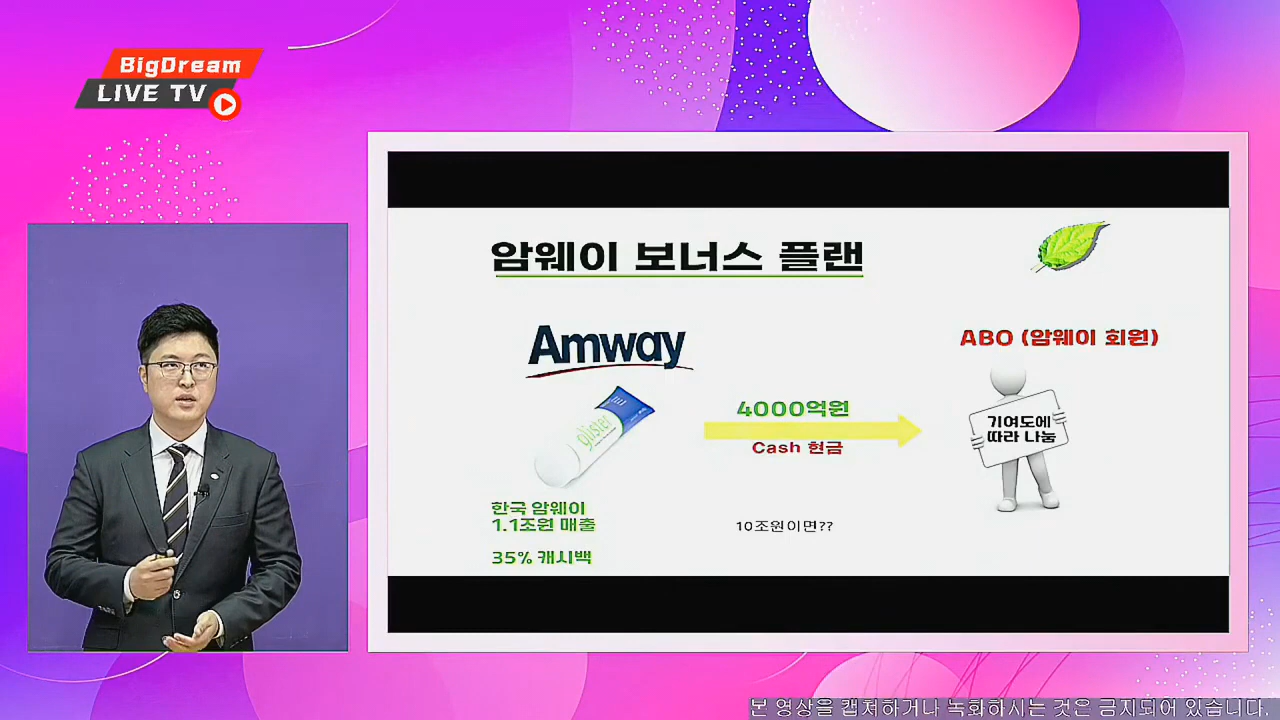 BigDream
LIVE TV
암웨이 보너스 플랜
Amway
glister
ABO (암웨이 회원)
4000억원
Cash 현금
기여도에
따라 나눔
한국 암웨이
1.1조원 매출
35% 캐시백
10조원이면??
본 영상을 캡쳐하거나 녹화하시는 것은 금지되어 있습니다.